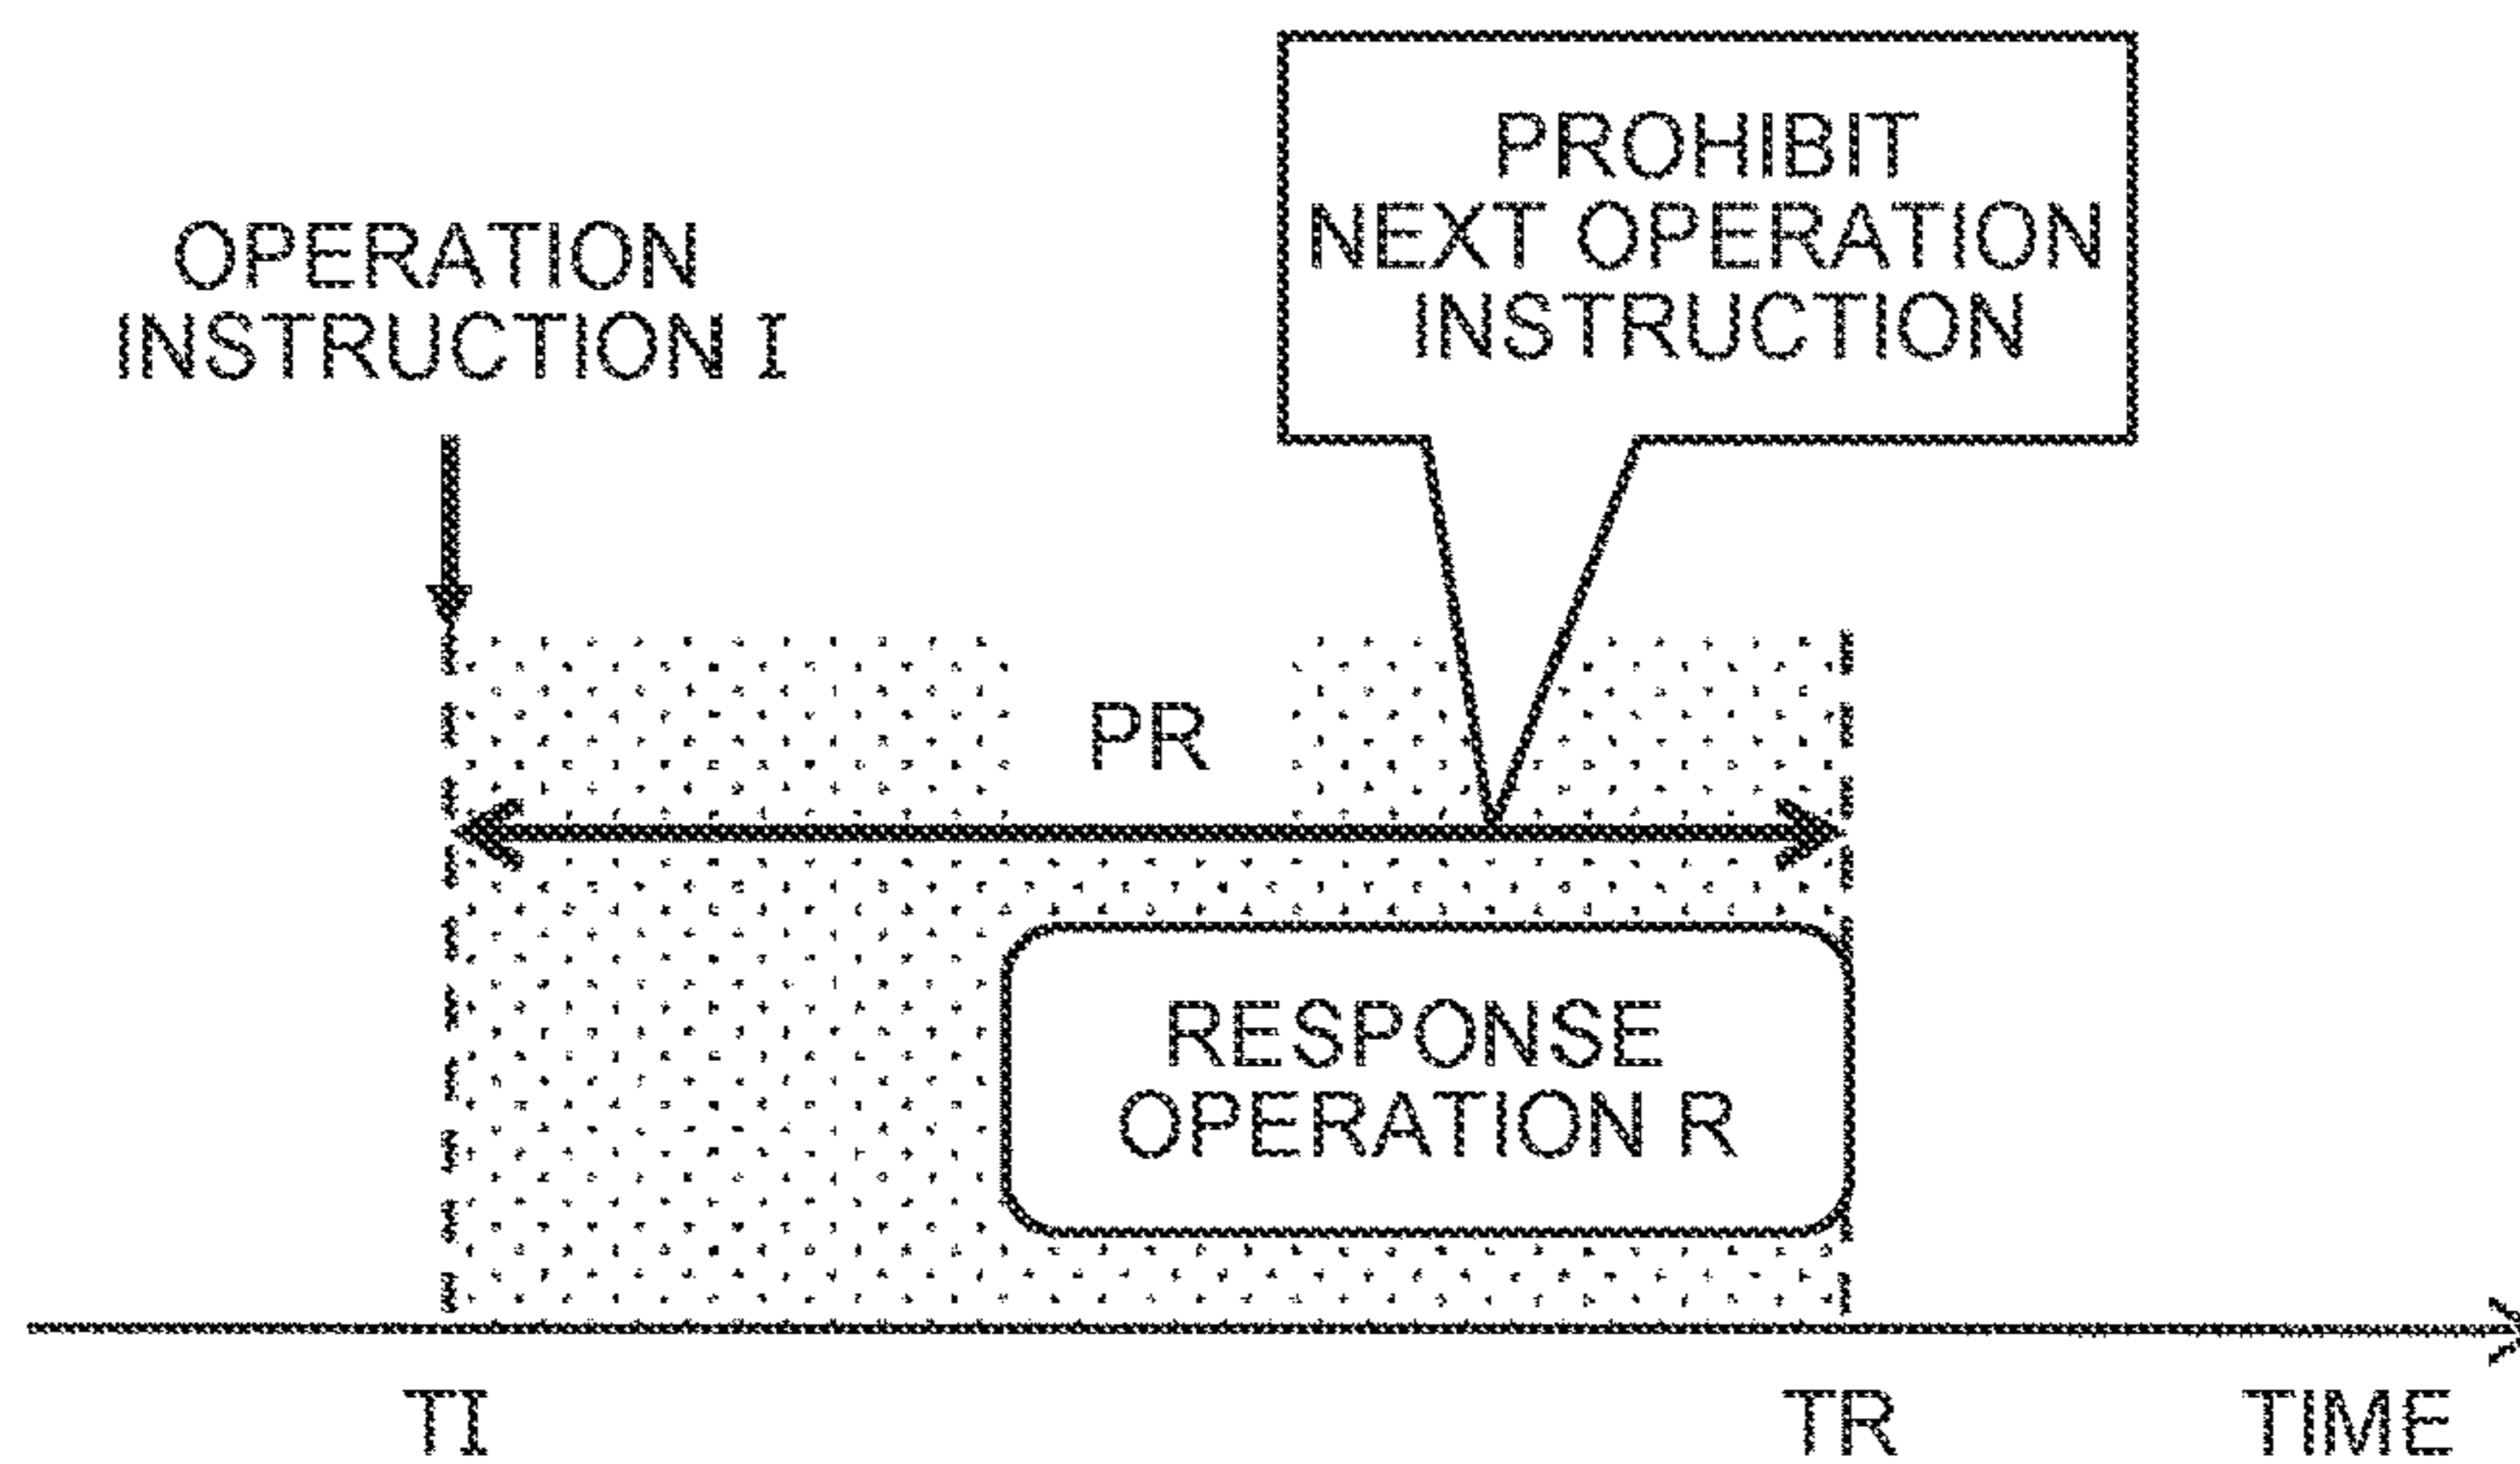 PROHIBIT
NEXT OPERATION
INSTRUCTION
OPERATION
INSTRUCTION I
PR
RESPONSE
OPERATION R
TI
TR
TIME